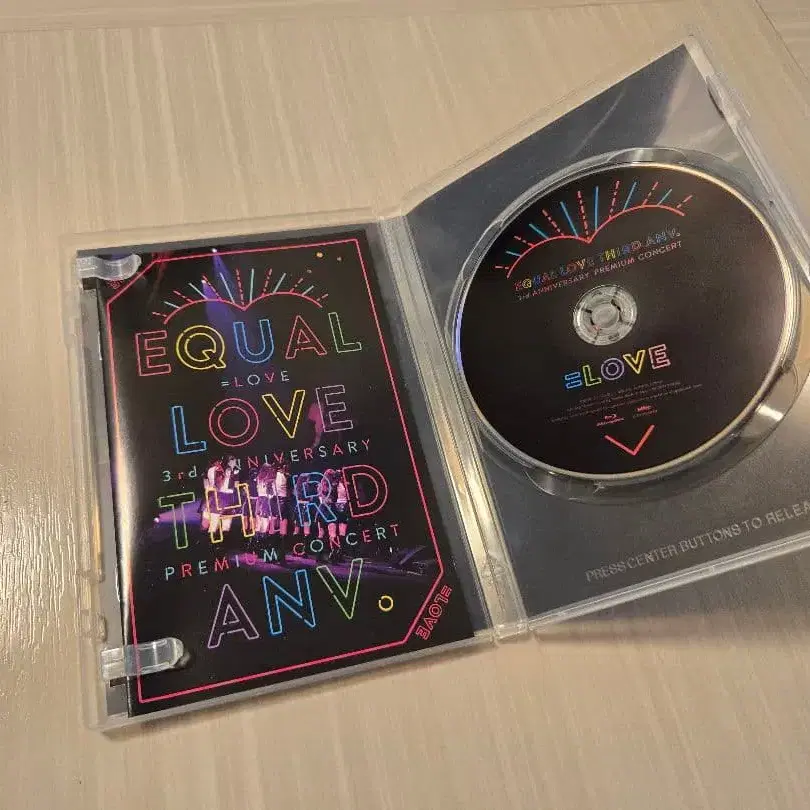 EQUAL
=LOVE
LOVE
3rd ANNIVERSARY
THIRD
PREMIUM CONCERT
ANV.
=LOVE
EQUAL LOVE THIRD ANV.
3rd ANNIVERSARY PREMIUM CONCERT
=LOVE
PRESS CENTER BUTTONS TO RELEA